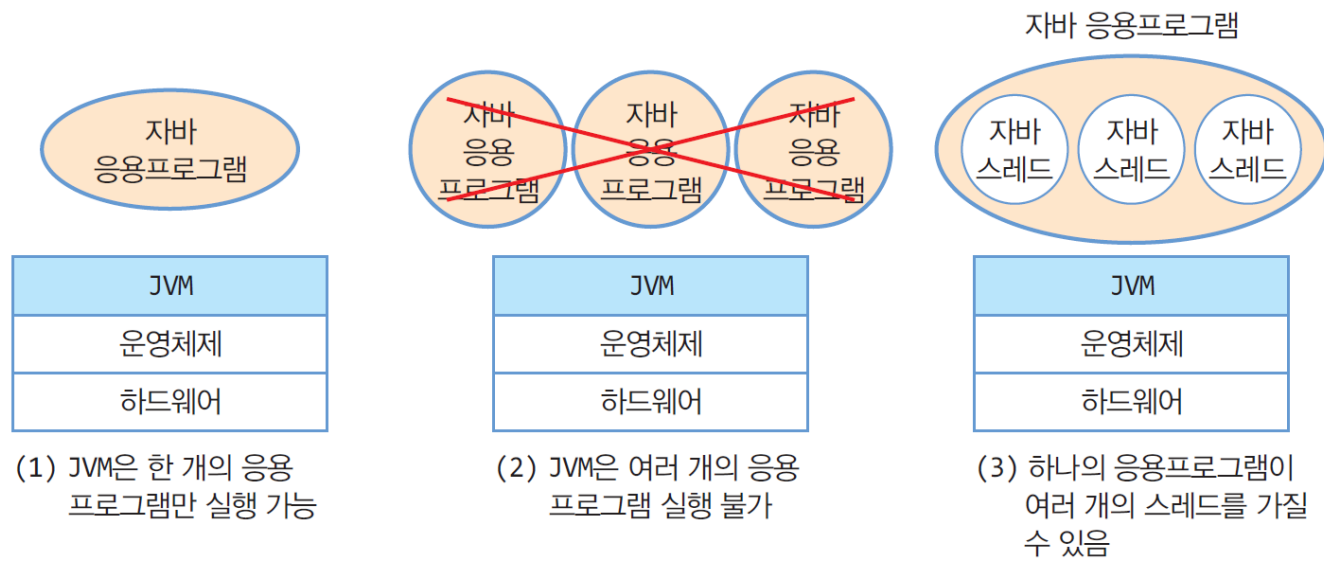 자바
응용프로그램
JVM
운영체제
하드웨어
(1) JVM은 한 개의 응용
프로그램만 실행 가능
자바
응용
프로그램
자바
응용
프로그램
자바
응용
프로그램
JVM
운영체제
하드웨어
(2) JVM은 여러 개의 응용
프로그램 실행 불가
자바 응용프로그램
자바
스레드
자바
스레드
자바
스레드
JVM
운영체제
하드웨어
(3) 하나의 응용프로그램이
여러 개의 스레드를 가질
수 있음